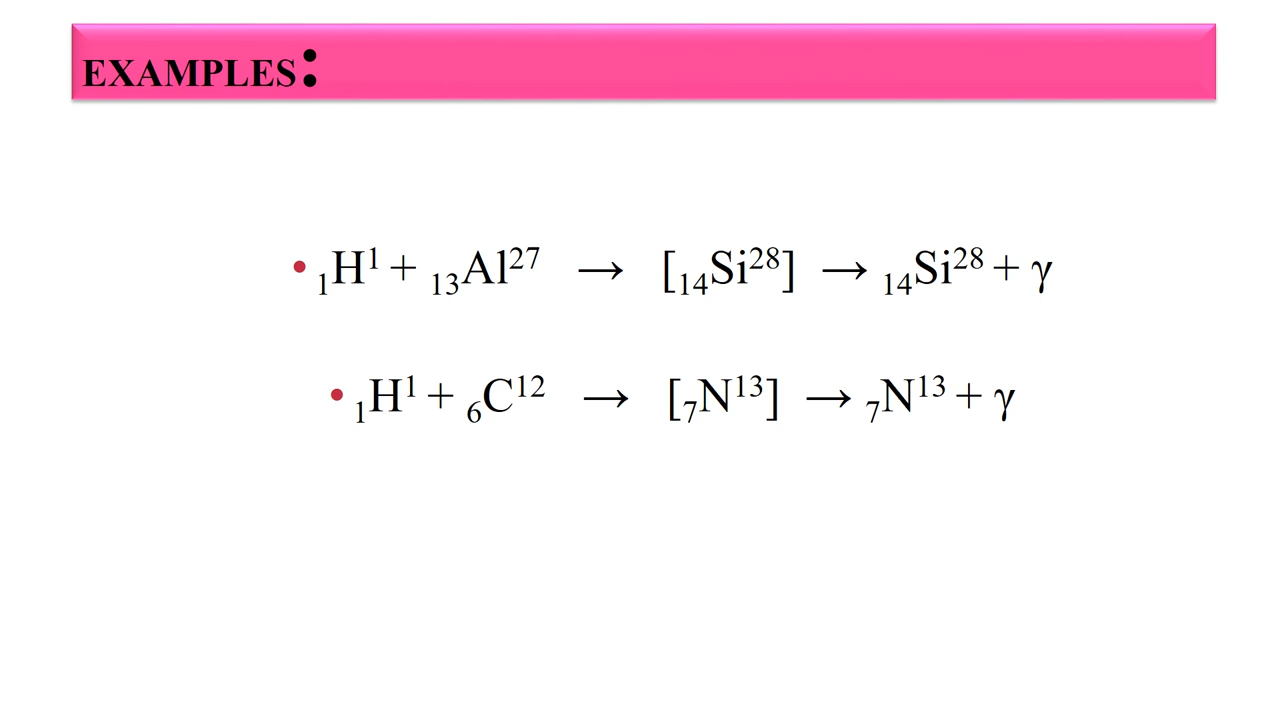 EXAMPLES:
• ₁H¹ + ₁₃Al²⁷ → [₁₄Si²⁸] → ₁₄Si²⁸ + γ
• ₁H¹ + ₆C¹² → [₇N¹³] → ₇N¹³ + γ